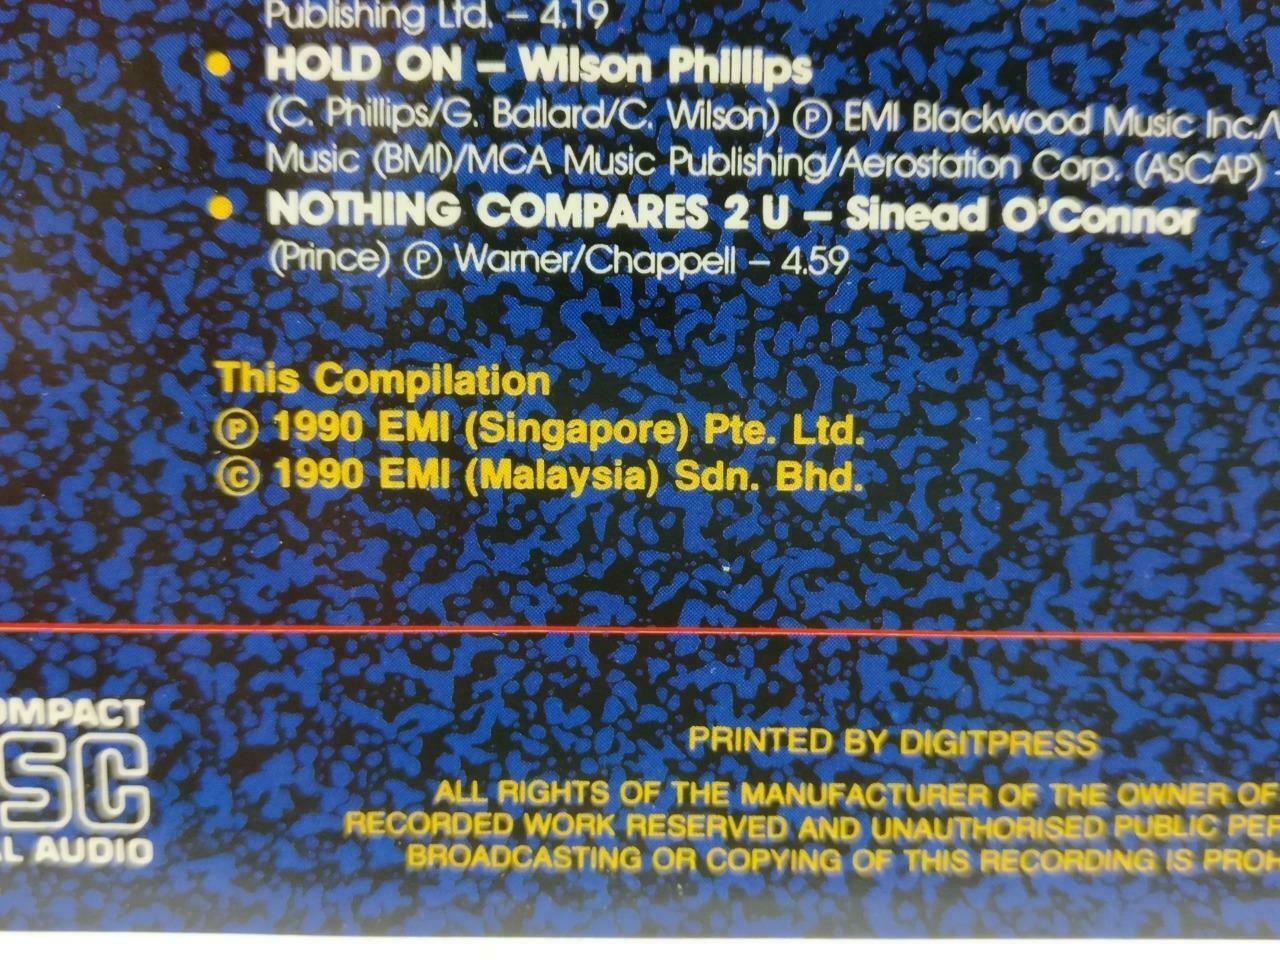 Publishing Ltd. – 4.19
• HOLD ON – Wilson Phillips
(C. Phillips/G. Ballard/C. Wilson) Ⓟ EMI Blackwood Music Inc./
Music (BMI)/MCA Music Publishing/Aerostation Corp. (ASCAP) -
• NOTHING COMPARES 2 U – Sinead O'Connor
(Prince) Ⓟ Warner/Chappell – 4.59
This Compilation
Ⓟ 1990 EMI (Singapore) Pte. Ltd.
© 1990 EMI (Malaysia) Sdn. Bhd.
OMPACT
SC
L AUDIO
PRINTED BY DIGITPRESS
ALL RIGHTS OF THE MANUFACTURER OF THE OWNER OF
RECORDED WORK RESERVED AND UNAUTHORISED PUBLIC PER
BROADCASTING OR COPYING OF THIS RECORDING IS PROH